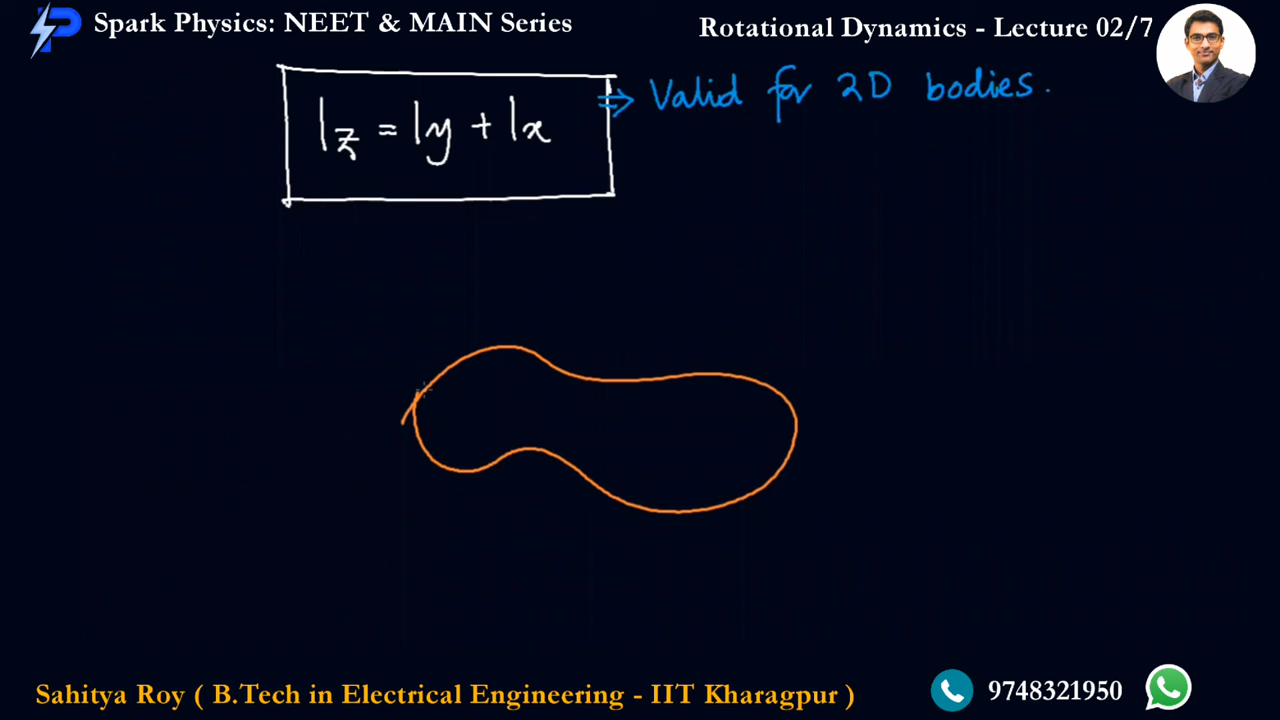 Spark Physics: NEET & MAIN Series
Rotational Dynamics - Lecture 02/7
Iz = Iy + Ix
⇒ Valid for 2D bodies.
Sahitya Roy ( B.Tech in Electrical Engineering - IIT Kharagpur )
9748321950